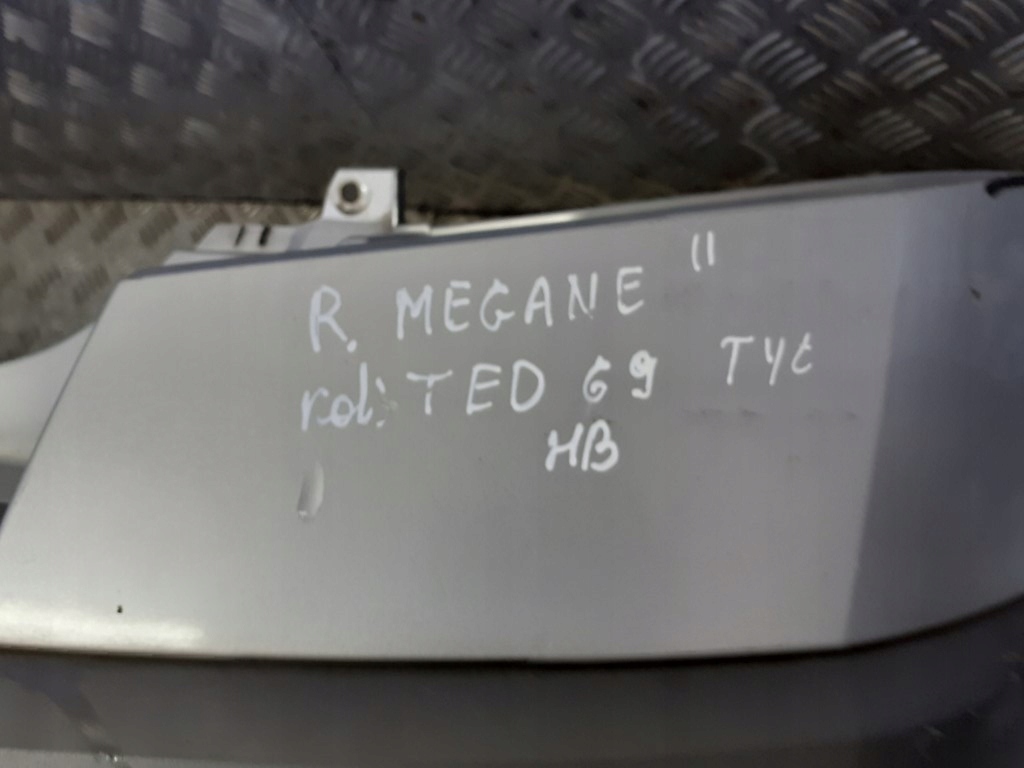 R. MEGANE II
kol: TED 69 TYŁ
HB